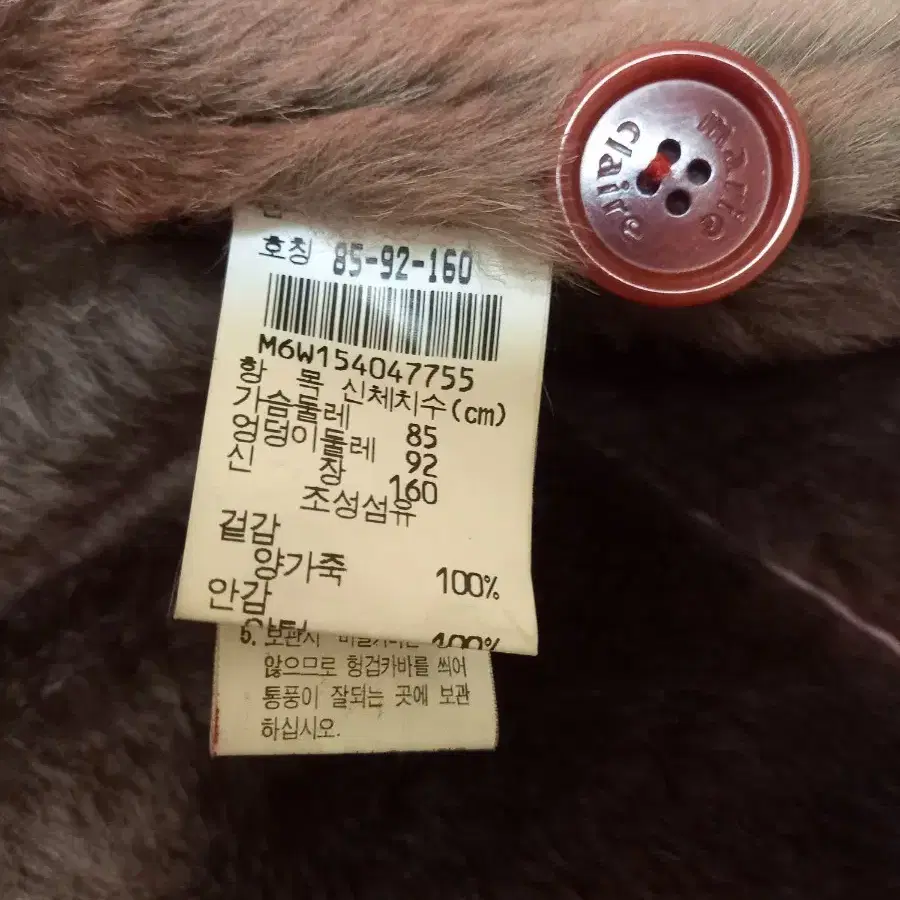 marie
claire
호칭 85-92-160
M6W154047755
항 목 신체치수(cm)
가슴둘레 85
엉덩이둘레 92
신 장 160
조성섬유
겉감
양가죽 100%
안감
100%
5. 보관시
않으므로 헝겊카바를 씌어
통풍이 잘되는 곳에 보관
하십시오.